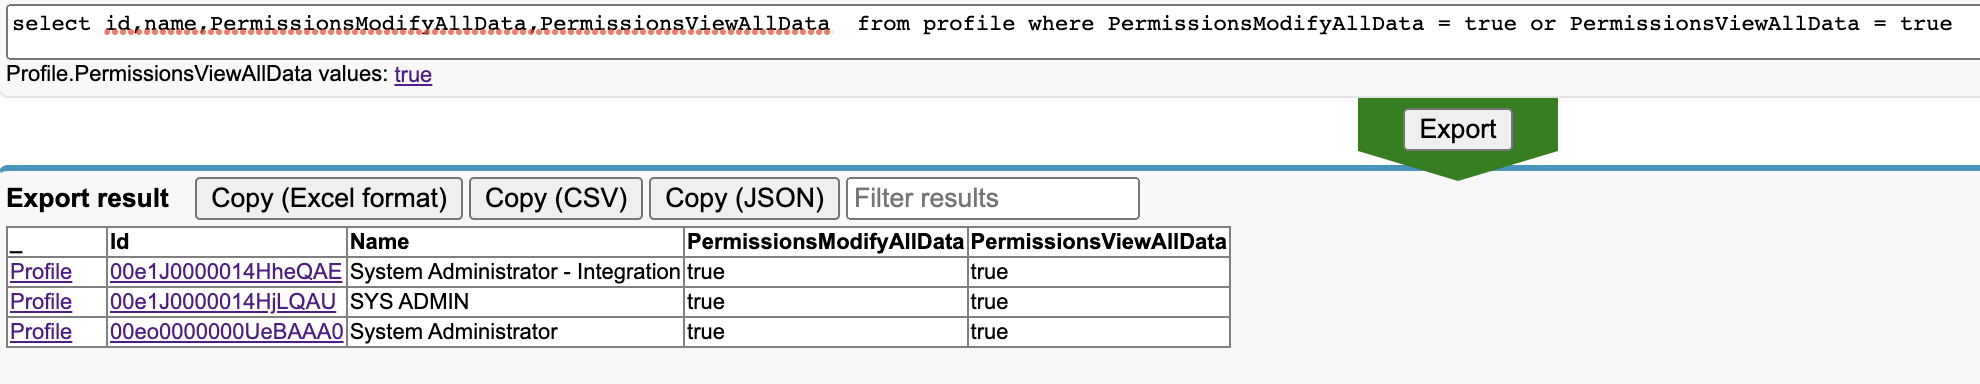 select id,name,PermissionsModifyAllData,PermissionsViewAllData  from profile where PermissionsModifyAllData = true or PermissionsViewAllData = true
Profile.PermissionsViewAllData values: true
Export
Export result Copy (Excel format) Copy (CSV) Copy (JSON) Filter results
_ Id Name PermissionsModifyAllData PermissionsViewAllData
Profile 00e1J0000014HheQAE System Administrator - Integration true true
Profile 00e1J0000014HjLQAU SYS ADMIN true true
Profile 00eo0000000UeBAAA0 System Administrator true true